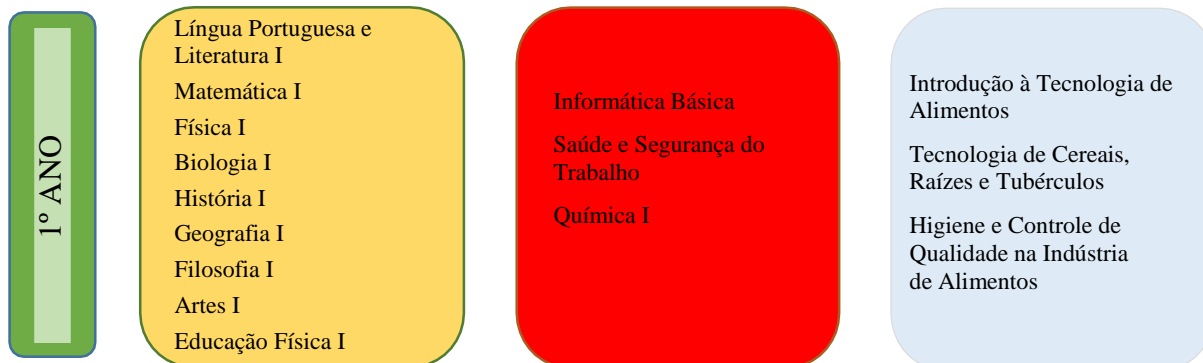 1º ANO
Língua Portuguesa e
Literatura I
Matemática I
Física I
Biologia I
História I
Geografia I
Filosofia I
Artes I
Educação Física I
Informática Básica
Saúde e Segurança do
Trabalho
Química I
Introdução à Tecnologia de
Alimentos
Tecnologia de Cereais,
Raízes e Tubérculos
Higiene e Controle de
Qualidade na Indústria
de Alimentos